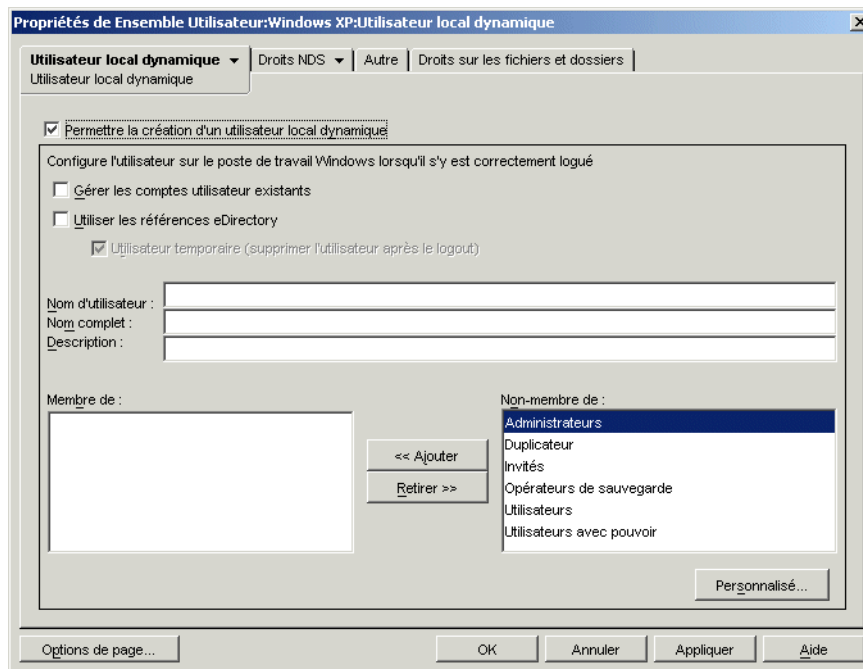 Propriétés de Ensemble Utilisateur:Windows XP:Utilisateur local dynamique
Utilisateur local dynamique
Droits NDS
Autre
Droits sur les fichiers et dossiers
Utilisateur local dynamique
Permettre la création d'un utilisateur local dynamique
Configure l'utilisateur sur le poste de travail Windows lorsqu'il s'y est correctement logué
Gérer les comptes utilisateur existants
Utiliser les références eDirectory
Utilisateur temporaire (supprimer l'utilisateur après le logout)
Nom d'utilisateur :
Nom complet :
Description :
Membre de :
Non-membre de :
Administrateurs
Duplicateur
Invités
Opérateurs de sauvegarde
Utilisateurs
Utilisateurs avec pouvoir
<< Ajouter
Retirer >>
Personnalisé...
Options de page...
OK
Annuler
Appliquer
Aide